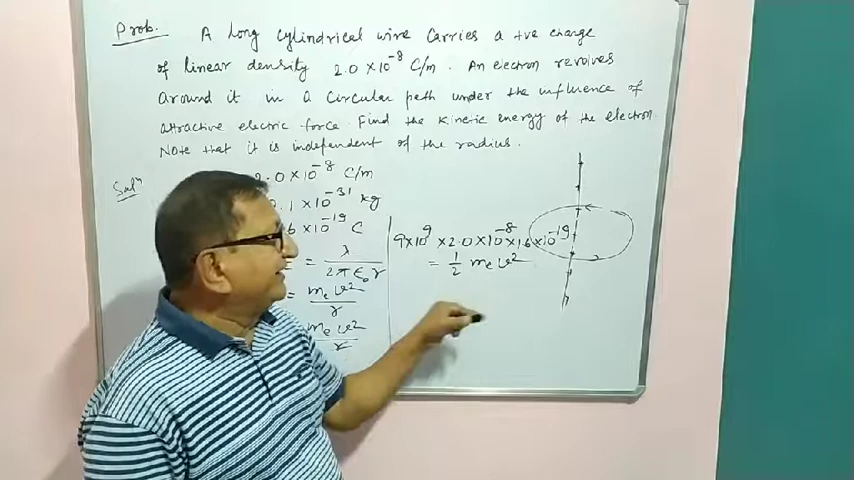 Prob. A long cylindrical wire carries a +ve charge
of linear density 2.0 × 10⁻⁸ C/m. An electron revolves
around it in a circular path under the influence of
attractive electric force. Find the kinetic energy of the electron
Note that it is independent of the radius.
Solⁿ 2.0 × 10⁻⁸ C/m
.1 × 10⁻³¹ kg
6 × 10⁻¹⁹ C
= λ / 2πϵ₀r
= mₑv² / r
mₑv² / r
9×10⁹ × 2.0×10⁻⁸ × 1.6 × 10⁻¹⁹
= 1/2 mₑv²